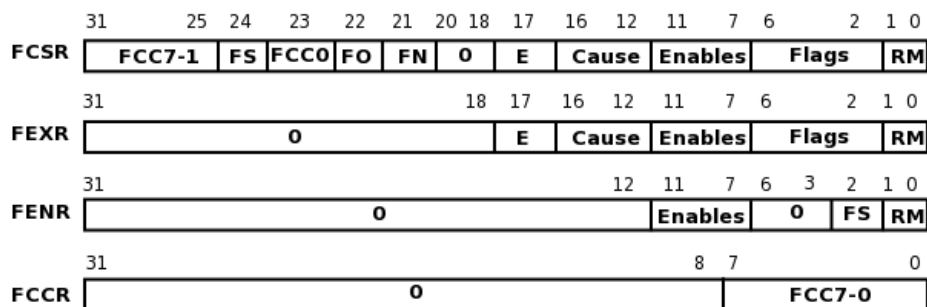 31 25 24 23 22 21 20 18 17 16 12 11 7 6 2 1 0
FCSR FCC7-1 FS FCC0 FO FN 0 E Cause Enables Flags RM
31 18 17 16 12 11 7 6 2 1 0
FEXR 0 E Cause Enables Flags RM
31 12 11 7 6 3 2 1 0
FENR 0 Enables 0 FS RM
31 8 7 0
FCCR 0 FCC7-0